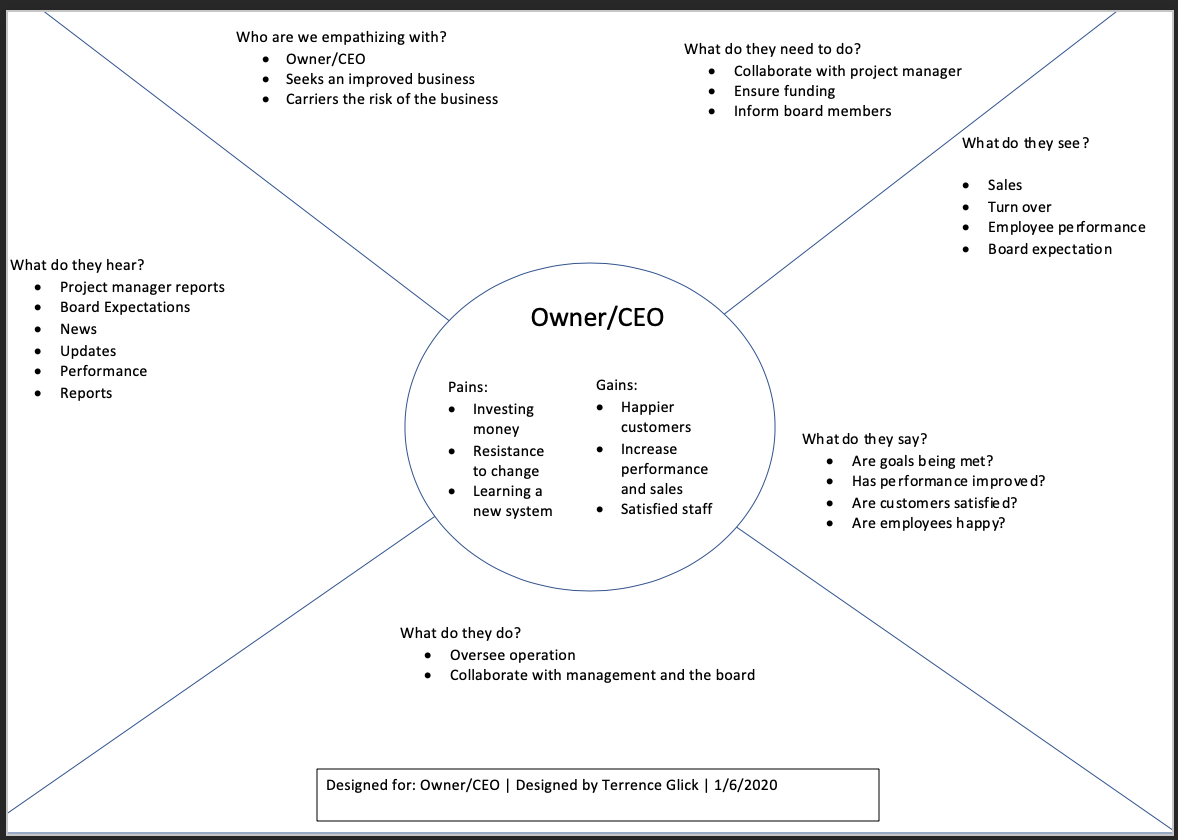 Who are we empathizing with?
• Owner/CEO
• Seeks an improved business
• Carriers the risk of the business
What do they need to do?
• Collaborate with project manager
• Ensure funding
• Inform board members
What do they see?
• Sales
• Turn over
• Employee performance
• Board expectation
What do they hear?
• Project manager reports
• Board Expectations
• News
• Updates
• Performance
• Reports
Owner/CEO
Pains:
• Investing
money
• Resistance
to change
• Learning a
new system
Gains:
• Happier
customers
• Increase
performance
and sales
• Satisfied staff
What do they say?
• Are goals being met?
• Has performance improved?
• Are customers satisfied?
• Are employees happy?
What do they do?
• Oversee operation
• Collaborate with management and the board
Designed for: Owner/CEO | Designed by Terrence Glick | 1/6/2020